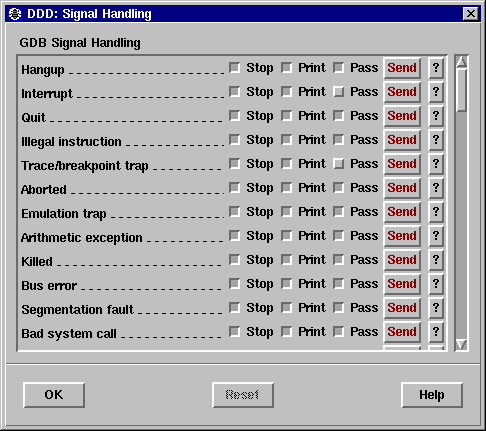 DDD: Signal Handling
GDB Signal Handling
Hangup Stop Print Pass Send ?
Interrupt Stop Print Pass Send ?
Quit Stop Print Pass Send ?
Illegal instruction Stop Print Pass Send ?
Trace/breakpoint trap Stop Print Pass Send ?
Aborted Stop Print Pass Send ?
Emulation trap Stop Print Pass Send ?
Arithmetic exception Stop Print Pass Send ?
Killed Stop Print Pass Send ?
Bus error Stop Print Pass Send ?
Segmentation fault Stop Print Pass Send ?
Bad system call Stop Print Pass Send ?
OK Reset Help